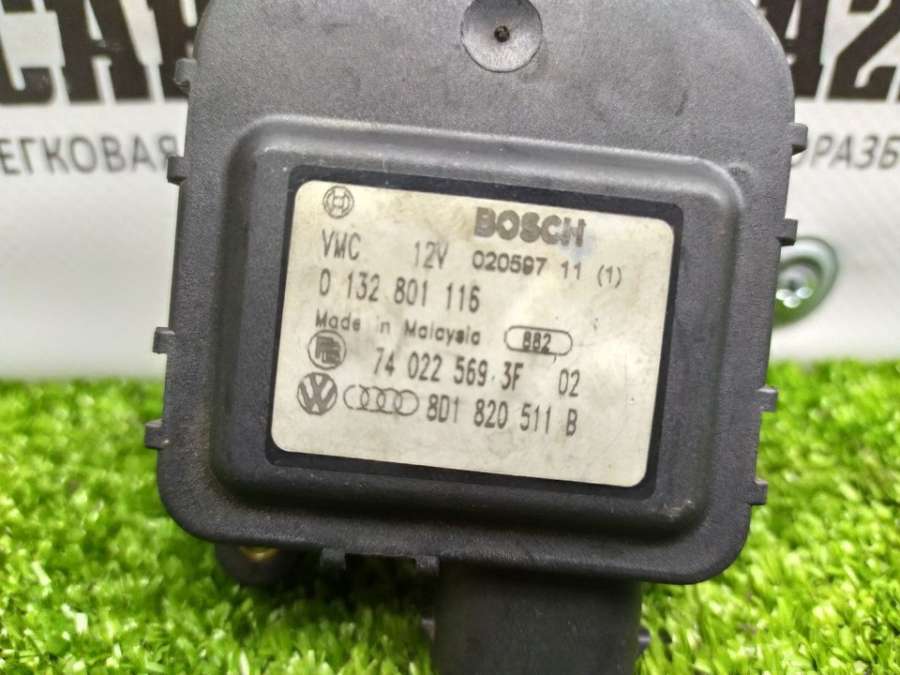 ЕГКОВАЯ
ОРАЗБ
BOSCH
VMC 12V 020597 11 (1)
0 132 801 116
Made in Malaysia 882
74 022 569 3F 02
8D1 820 511 B